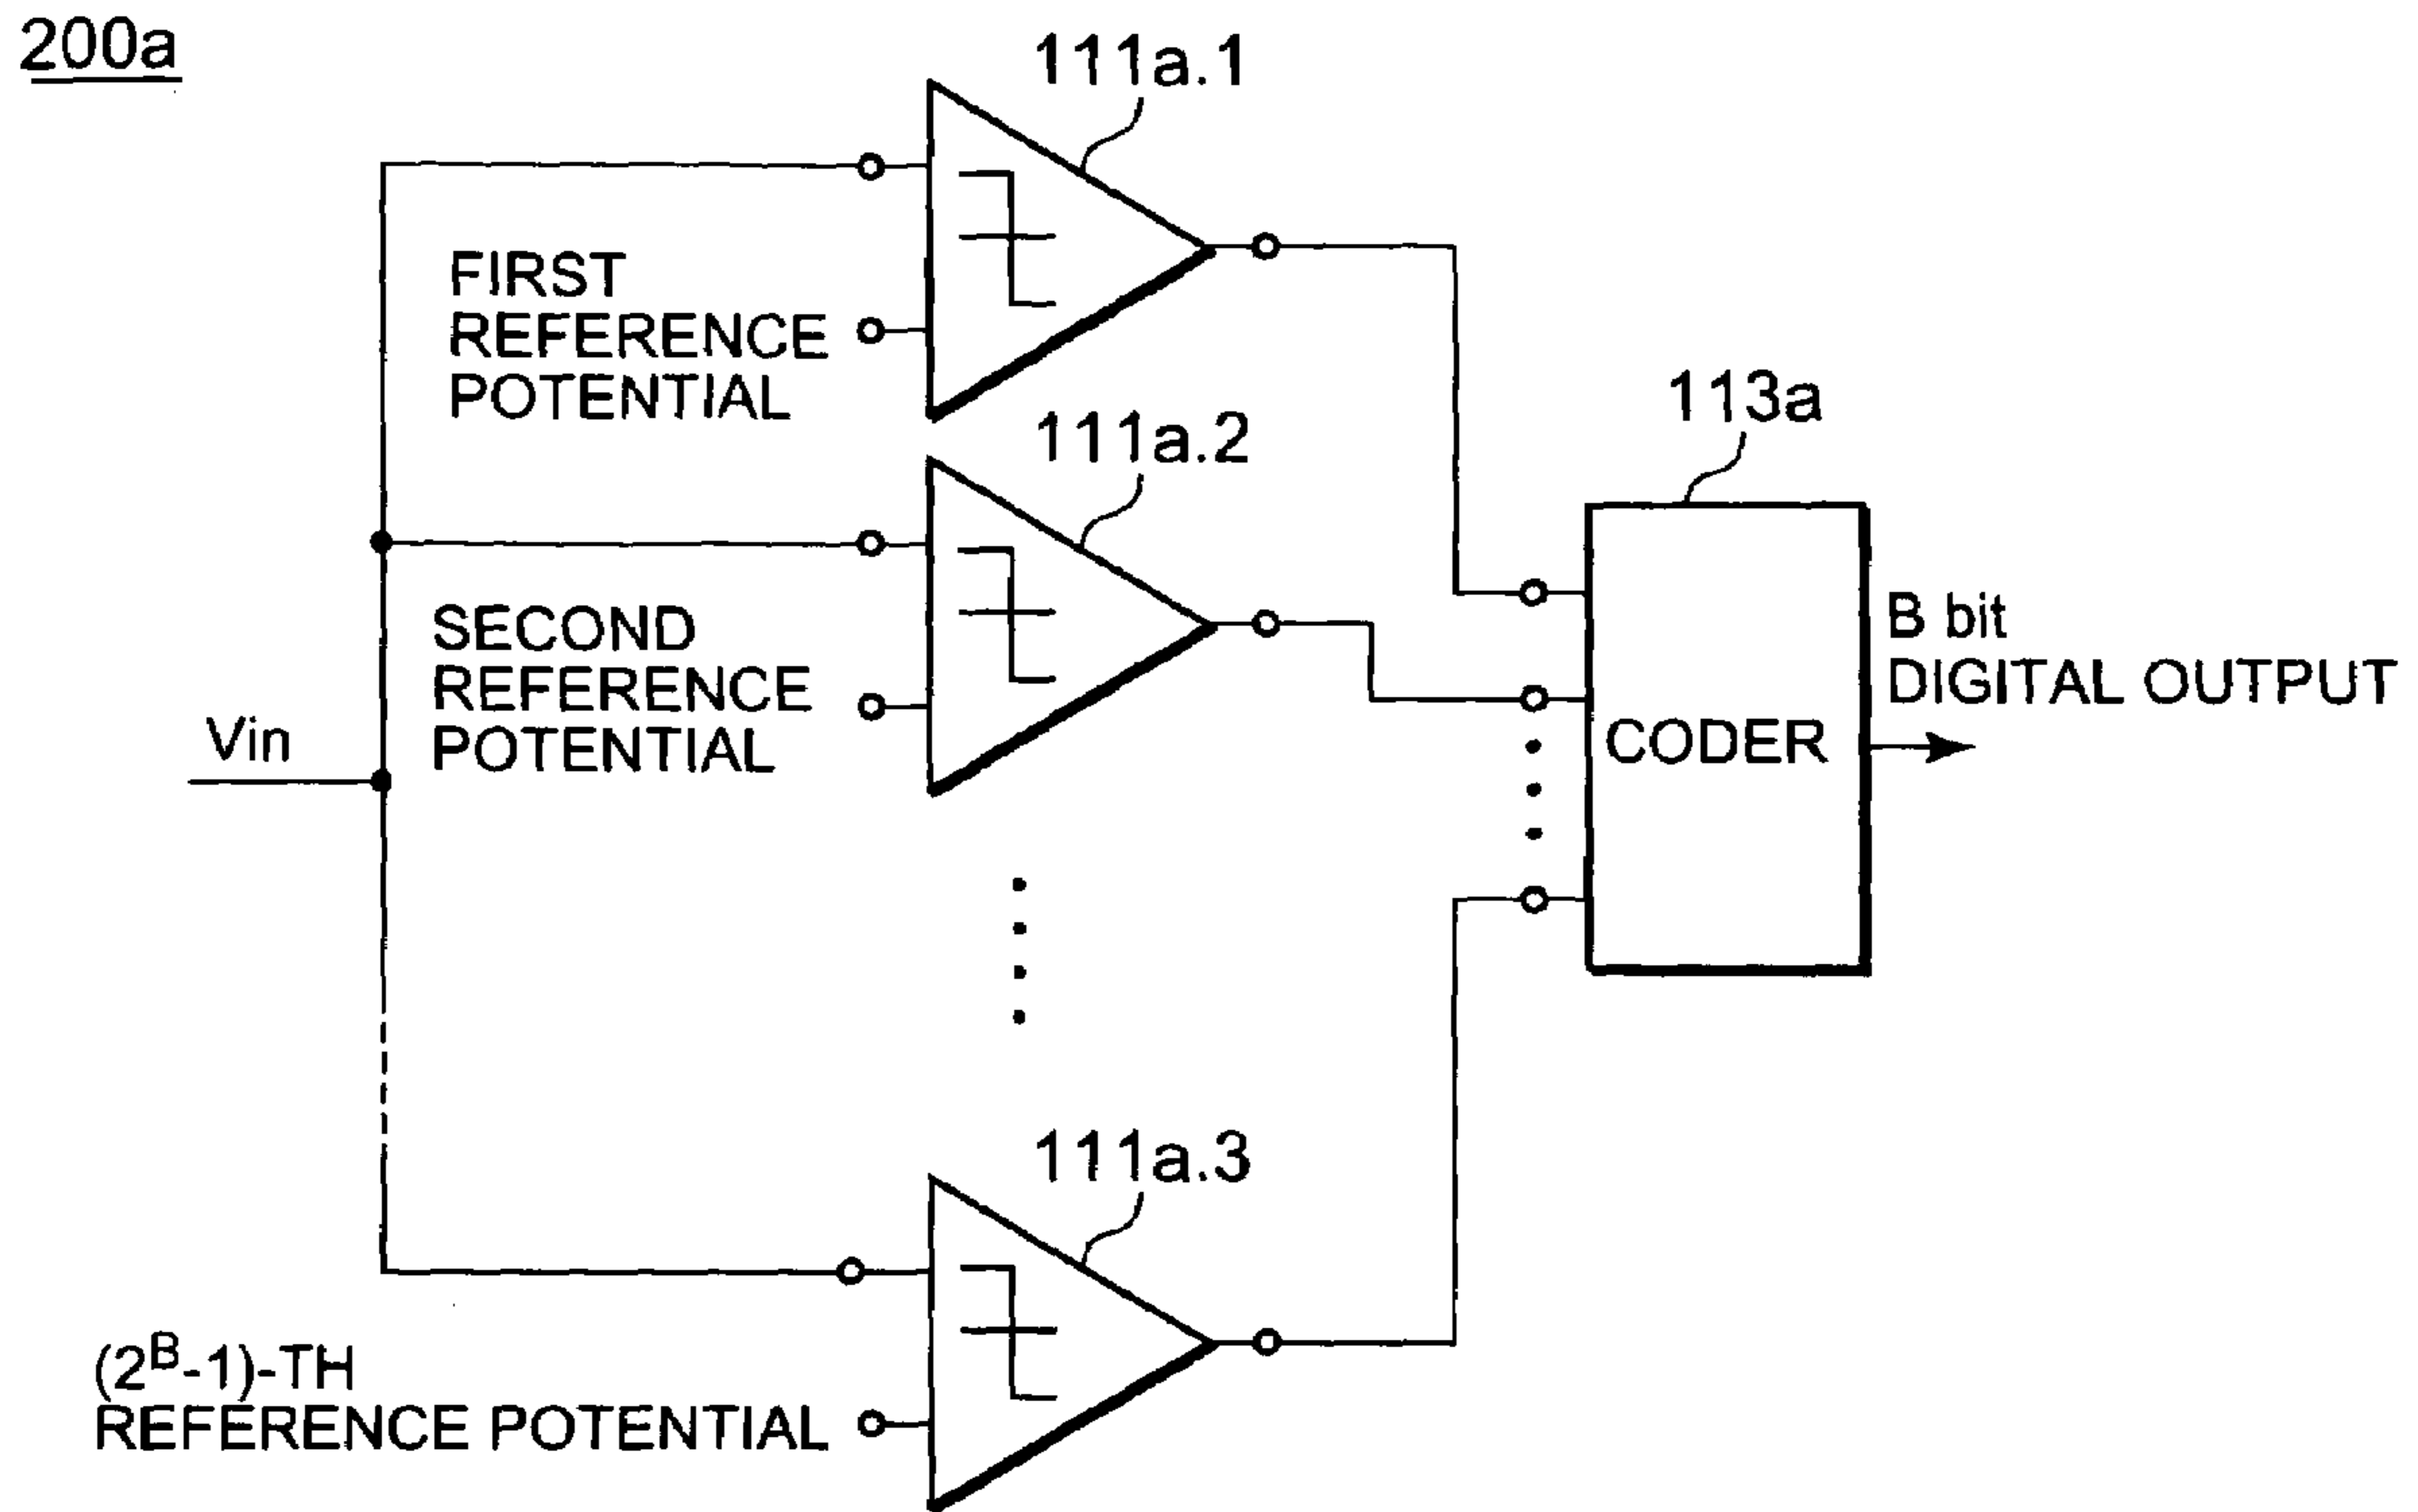 200a
111a.1
FIRST
REFERENCE
POTENTIAL
111a.2
113a
SECOND
REFERENCE
POTENTIAL
Vin
CODER
B bit
DIGITAL OUTPUT
111a.3
(2^B-1)-TH
REFERENCE POTENTIAL